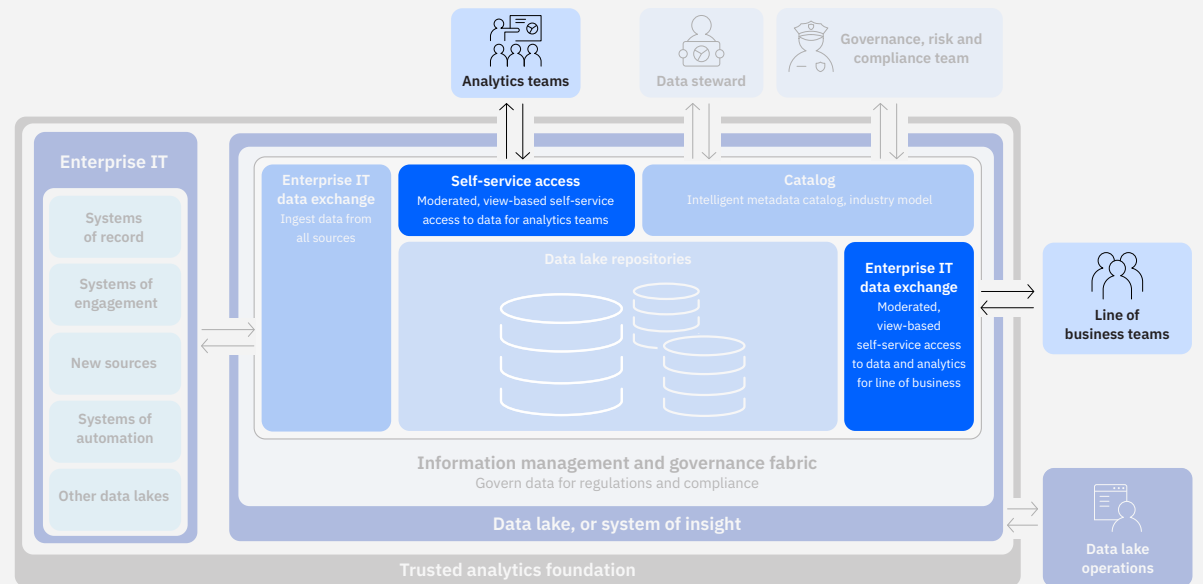 Analytics teams
Data steward
Governance, risk and
compliance team
Enterprise IT
Systems
of record
Systems of
engagement
New sources
Systems of
automation
Other data lakes
Enterprise IT
data exchange
Ingest data from
all sources
Self-service access
Moderated, view-based self-service
access to data for analytics teams
Catalog
Intelligent metadata catalog, industry model
Data lake repositories
Enterprise IT
data exchange
Moderated,
view-based
self-service access
to data and analytics
for line of business
Line of
business teams
Information management and governance fabric
Govern data for regulations and compliance
Data lake, or system of insight
Data lake
operations
Trusted analytics foundation